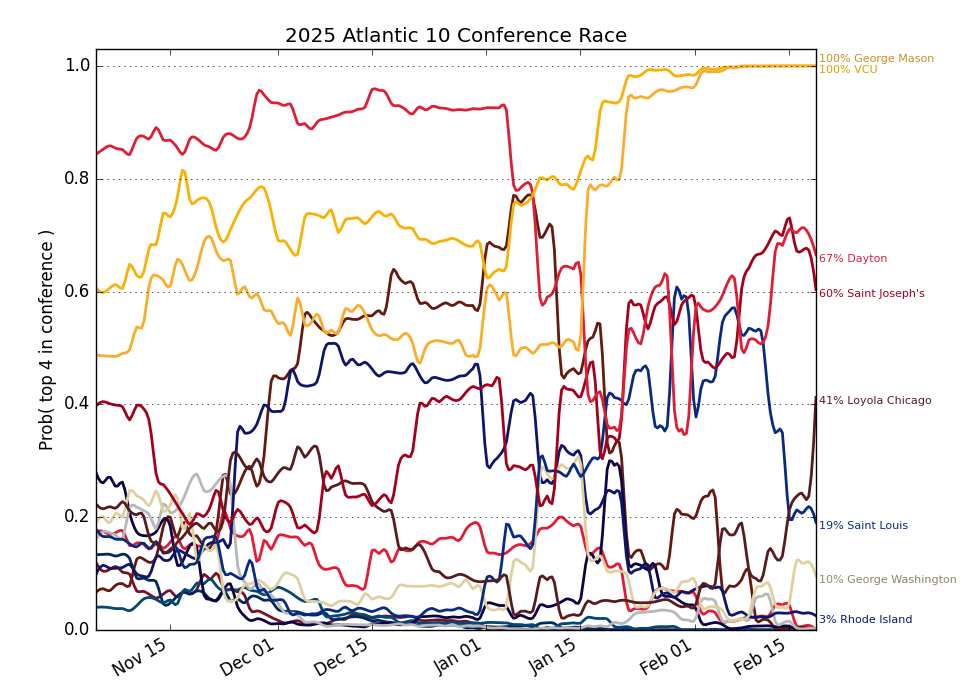 2025 Atlantic 10 Conference Race
Prob( top 4 in conference )
1.0
0.8
0.6
0.4
0.2
0.0
Nov 15
Dec 01
Dec 15
Jan 01
Jan 15
Feb 01
Feb 15
100% George Mason
100% VCU
67% Dayton
60% Saint Joseph's
41% Loyola Chicago
19% Saint Louis
10% George Washington
3% Rhode Island